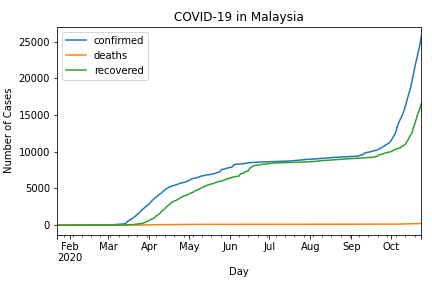 COVID-19 in Malaysia
confirmed
deaths
recovered
Number of Cases
25000
20000
15000
10000
5000
0
Feb Mar Apr May Jun Jul Aug Sep Oct
2020
Day